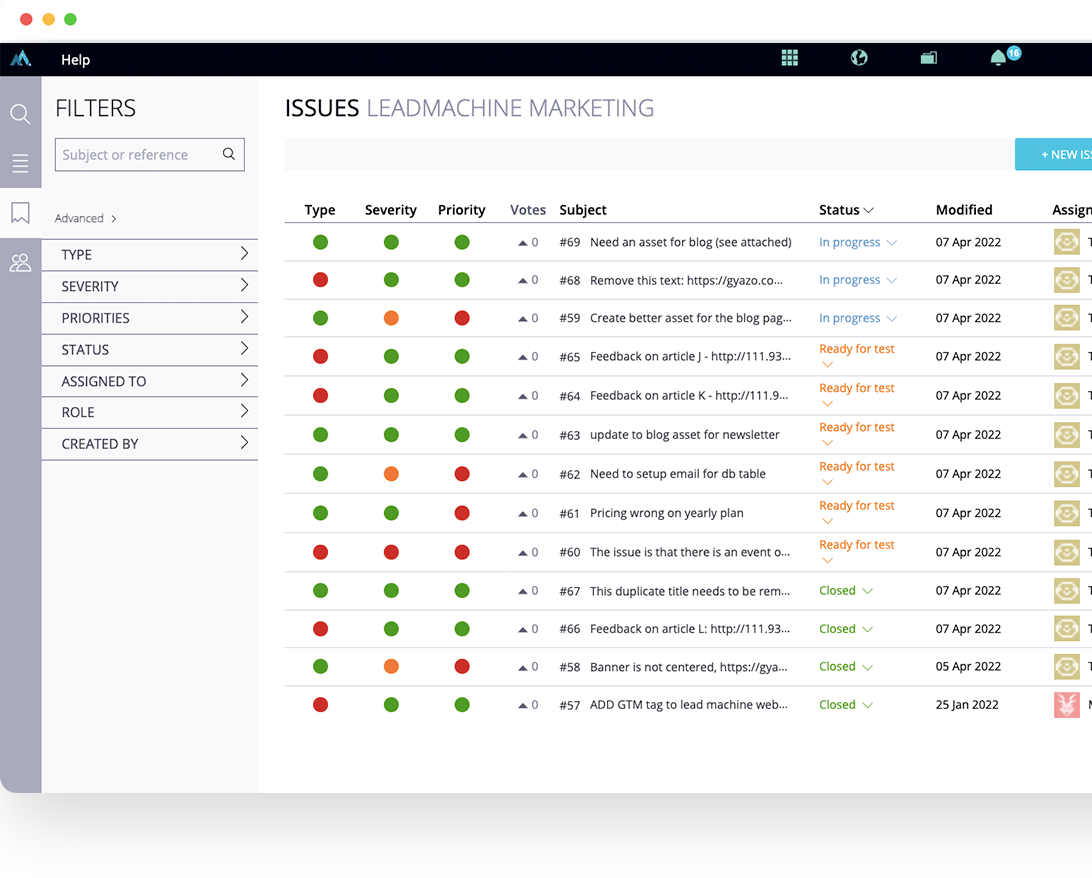 Help
16
FILTERS
Subject or reference
Advanced
TYPE
SEVERITY
PRIORITIES
STATUS
ASSIGNED TO
ROLE
CREATED BY
ISSUES LEADMACHINE MARKETING
+ NEW ISS
Type Severity Priority Votes Subject Status Modified Assign
0 #69 Need an asset for blog (see attached) In progress 07 Apr 2022 T
0 #68 Remove this text: https://gyazo.co... In progress 07 Apr 2022 T
0 #59 Create better asset for the blog pag... In progress 07 Apr 2022 T
0 #65 Feedback on article J - http://111.93... Ready for test 07 Apr 2022 T
0 #64 Feedback on article K - http://111.9... Ready for test 07 Apr 2022 T
0 #63 update to blog asset for newsletter Ready for test 07 Apr 2022 T
0 #62 Need to setup email for db table Ready for test 07 Apr 2022 T
0 #61 Pricing wrong on yearly plan Ready for test 07 Apr 2022 T
0 #60 The issue is that there is an event o... Ready for test 07 Apr 2022 T
0 #67 This duplicate title needs to be rem... Closed 07 Apr 2022 T
0 #66 Feedback on article L: http://111.93... Closed 07 Apr 2022 T
0 #58 Banner is not centered, https://gya... Closed 05 Apr 2022 T
0 #57 ADD GTM tag to lead machine web... Closed 25 Jan 2022 M